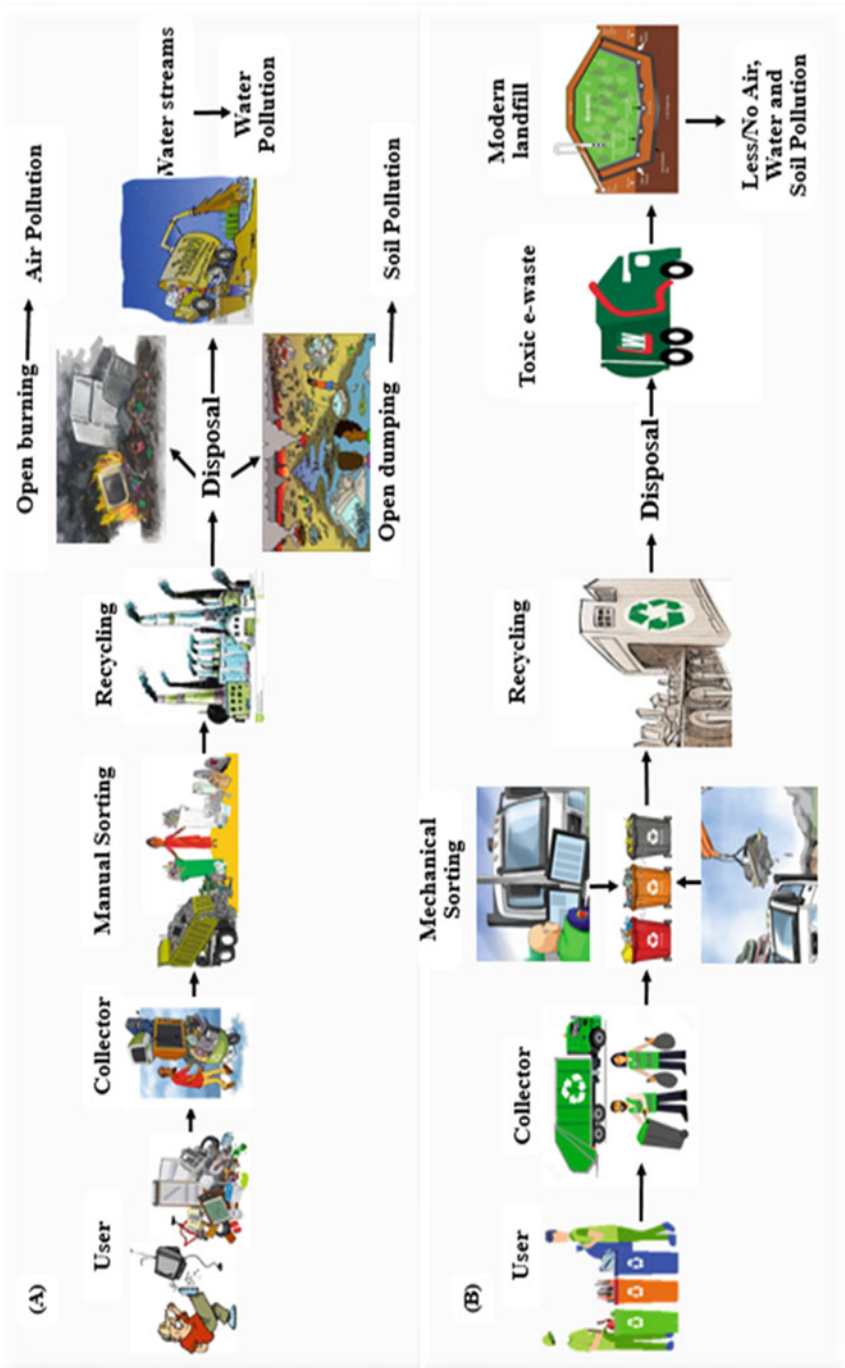 (A)
User
Collector
Manual Sorting
Recycling
Disposal
Open burning
Air Pollution
Water streams
Water
Pollution
Open dumping
Soil Pollution
(B)
User
Collector
Mechanical
Sorting
Recycling
Disposal
Toxic e-waste
W
Modern
landfill
Less/No Air,
Water and
Soil Pollution